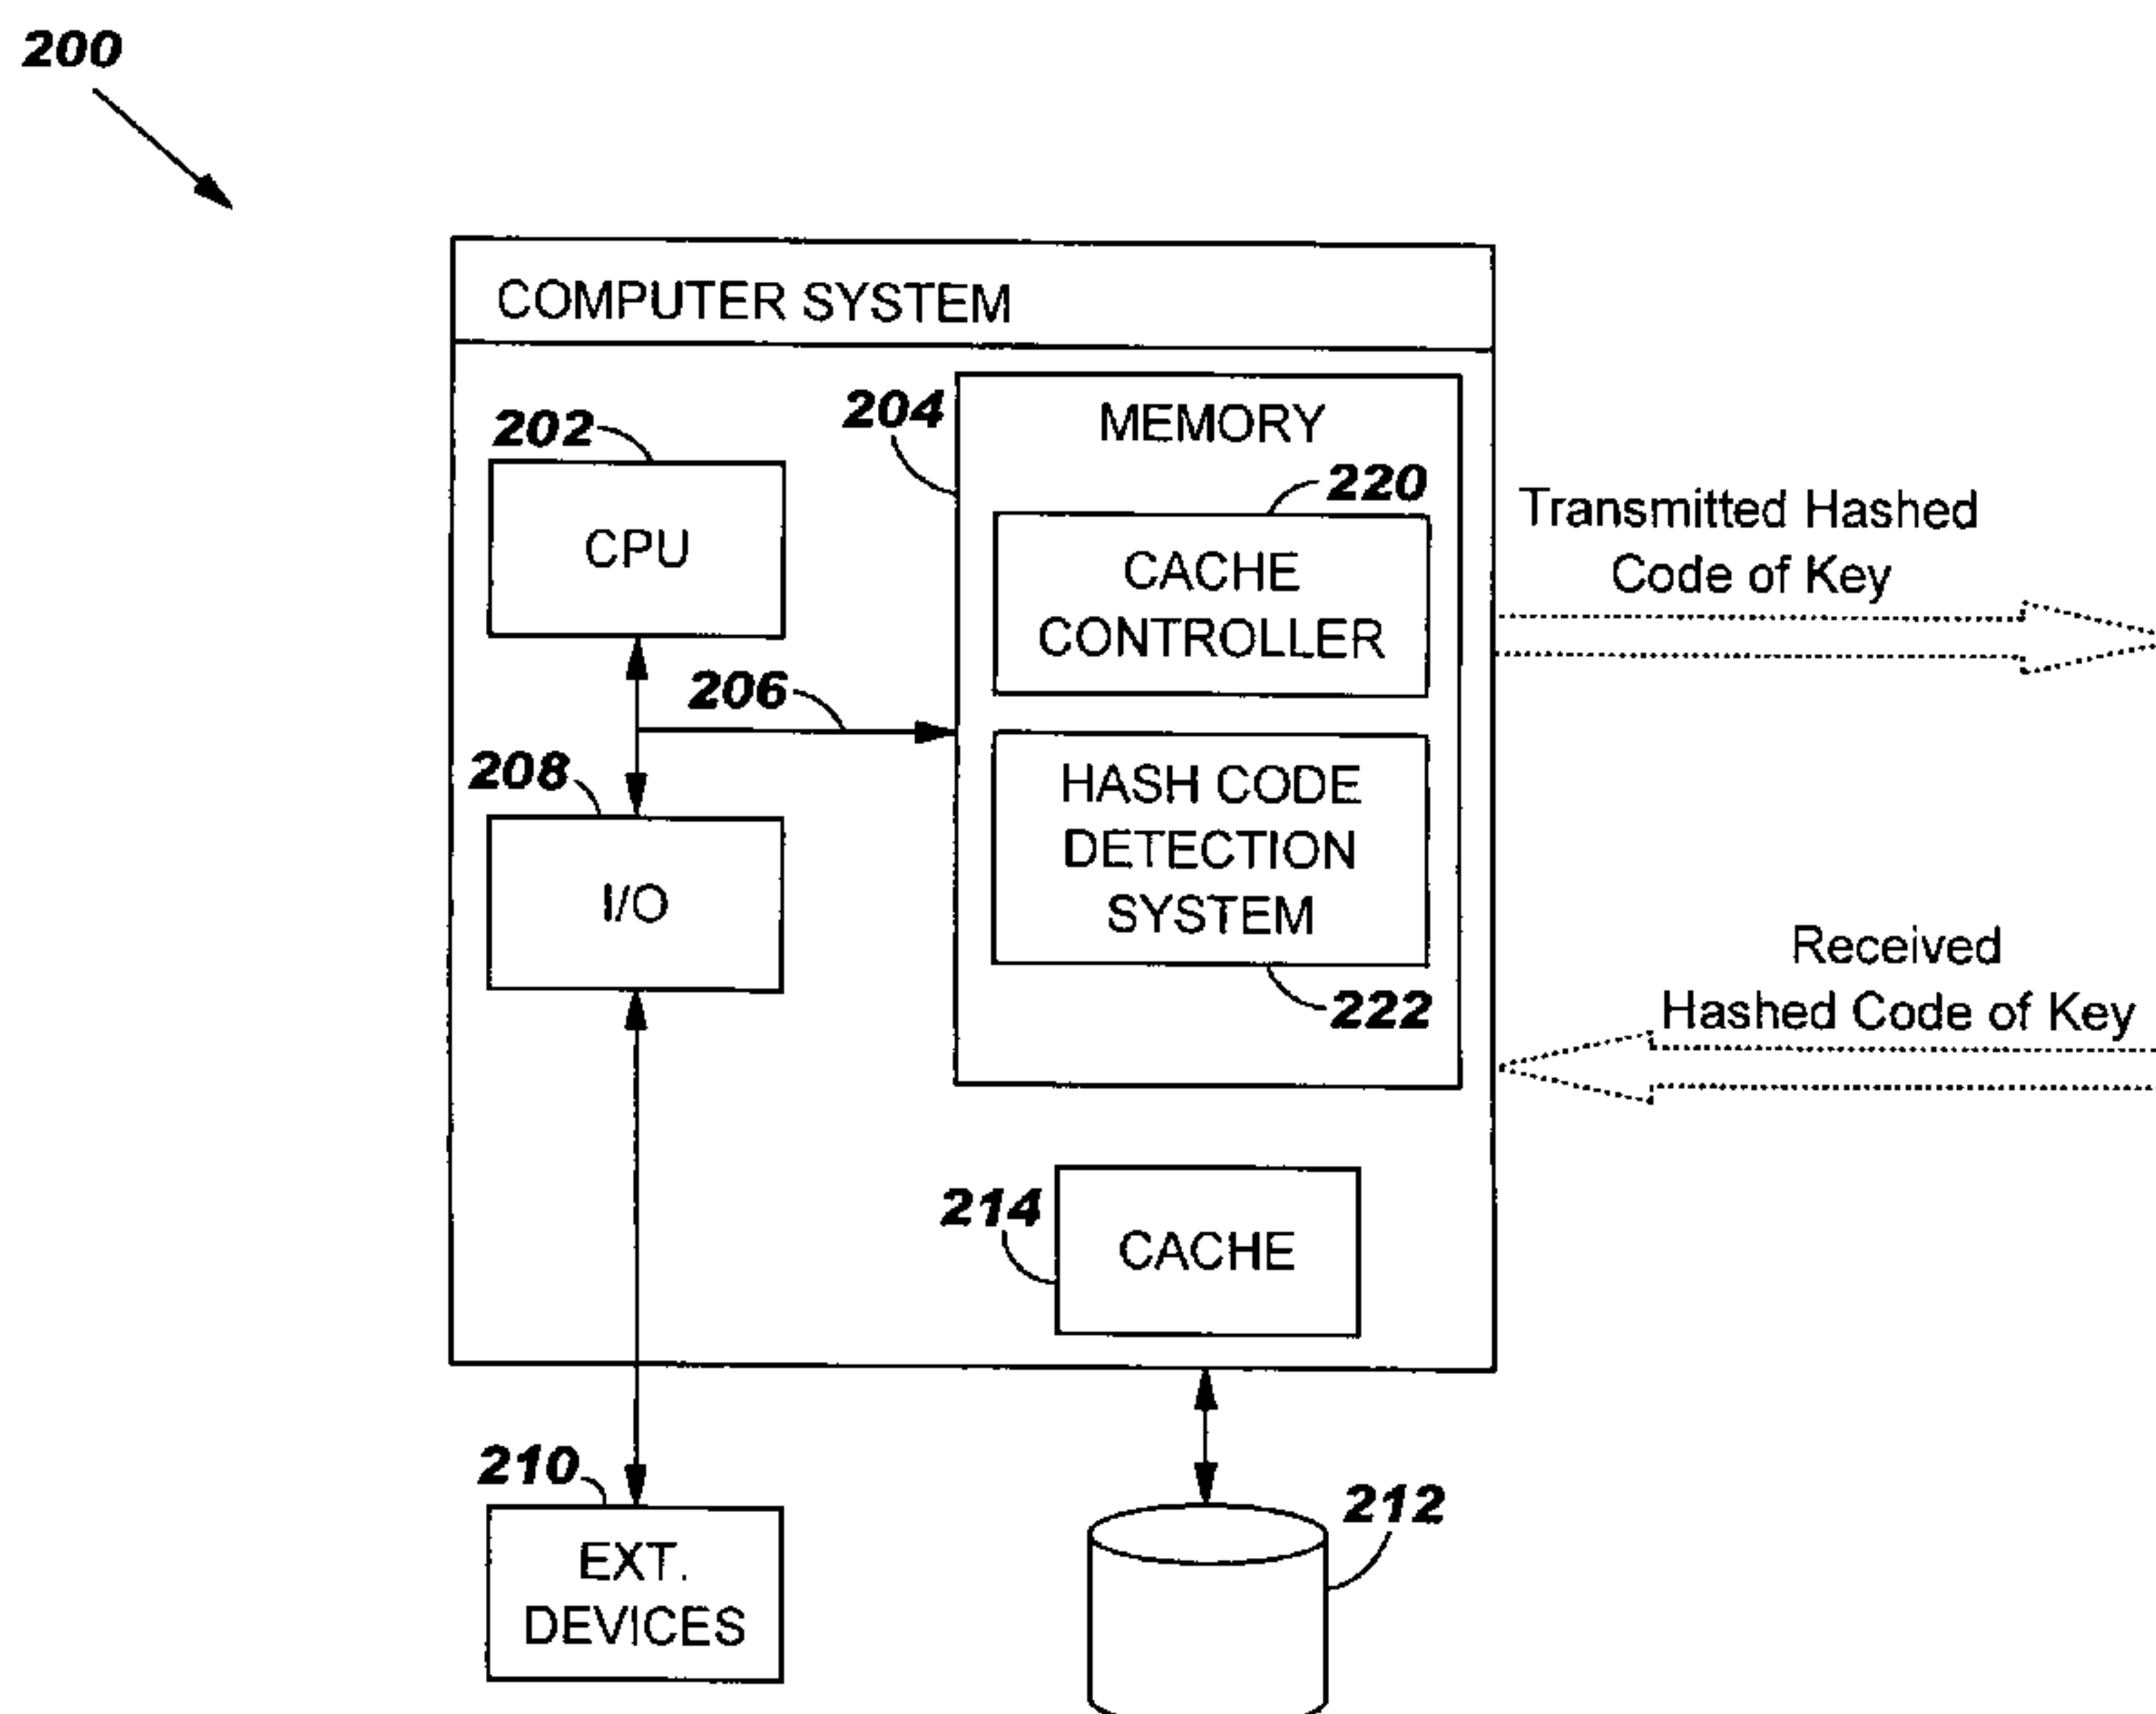 200
COMPUTER SYSTEM
202
204
MEMORY
220
CPU
CACHE
CONTROLLER
Transmitted Hashed
Code of Key
206
208
HASH CODE
DETECTION
SYSTEM
I/O
222
Received
Hashed Code of Key
214
CACHE
210
212
EXT.
DEVICES